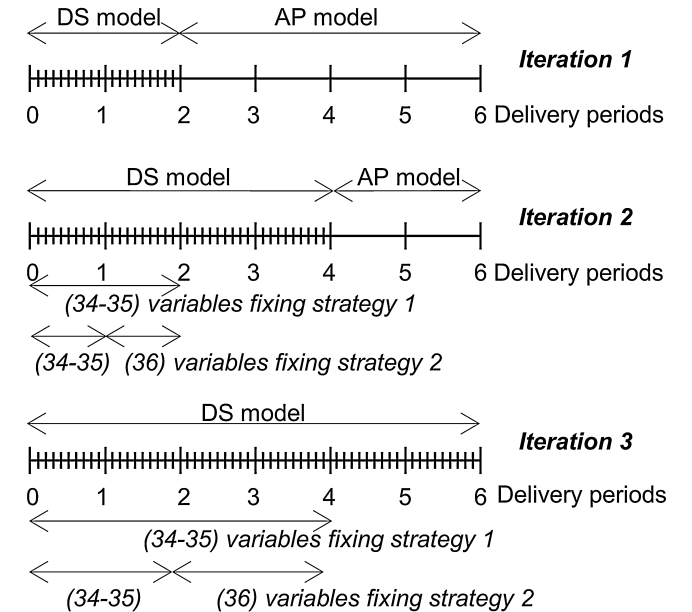 DS model AP model
Iteration 1
0 1 2 3 4 5 6 Delivery periods
DS model AP model
Iteration 2
0 1 2 3 4 5 6 Delivery periods
(34-35) variables fixing strategy 1
(34-35) (36) variables fixing strategy 2
DS model
Iteration 3
0 1 2 3 4 5 6 Delivery periods
(34-35) variables fixing strategy 1
(34-35) (36) variables fixing strategy 2